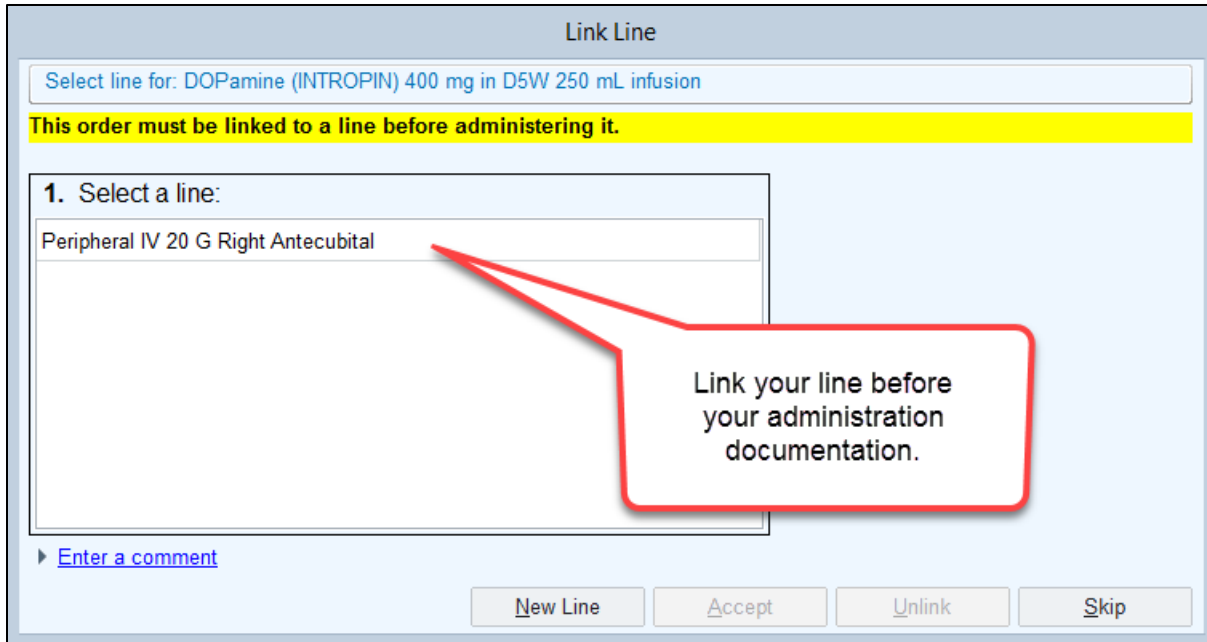 Link Line
Select line for: DOPamine (INTROPIN) 400 mg in D5W 250 mL infusion
This order must be linked to a line before administering it.
1. Select a line:
Peripheral IV 20 G Right Antecubital
Link your line before
your administration
documentation.
Enter a comment
New Line Accept Unlink Skip